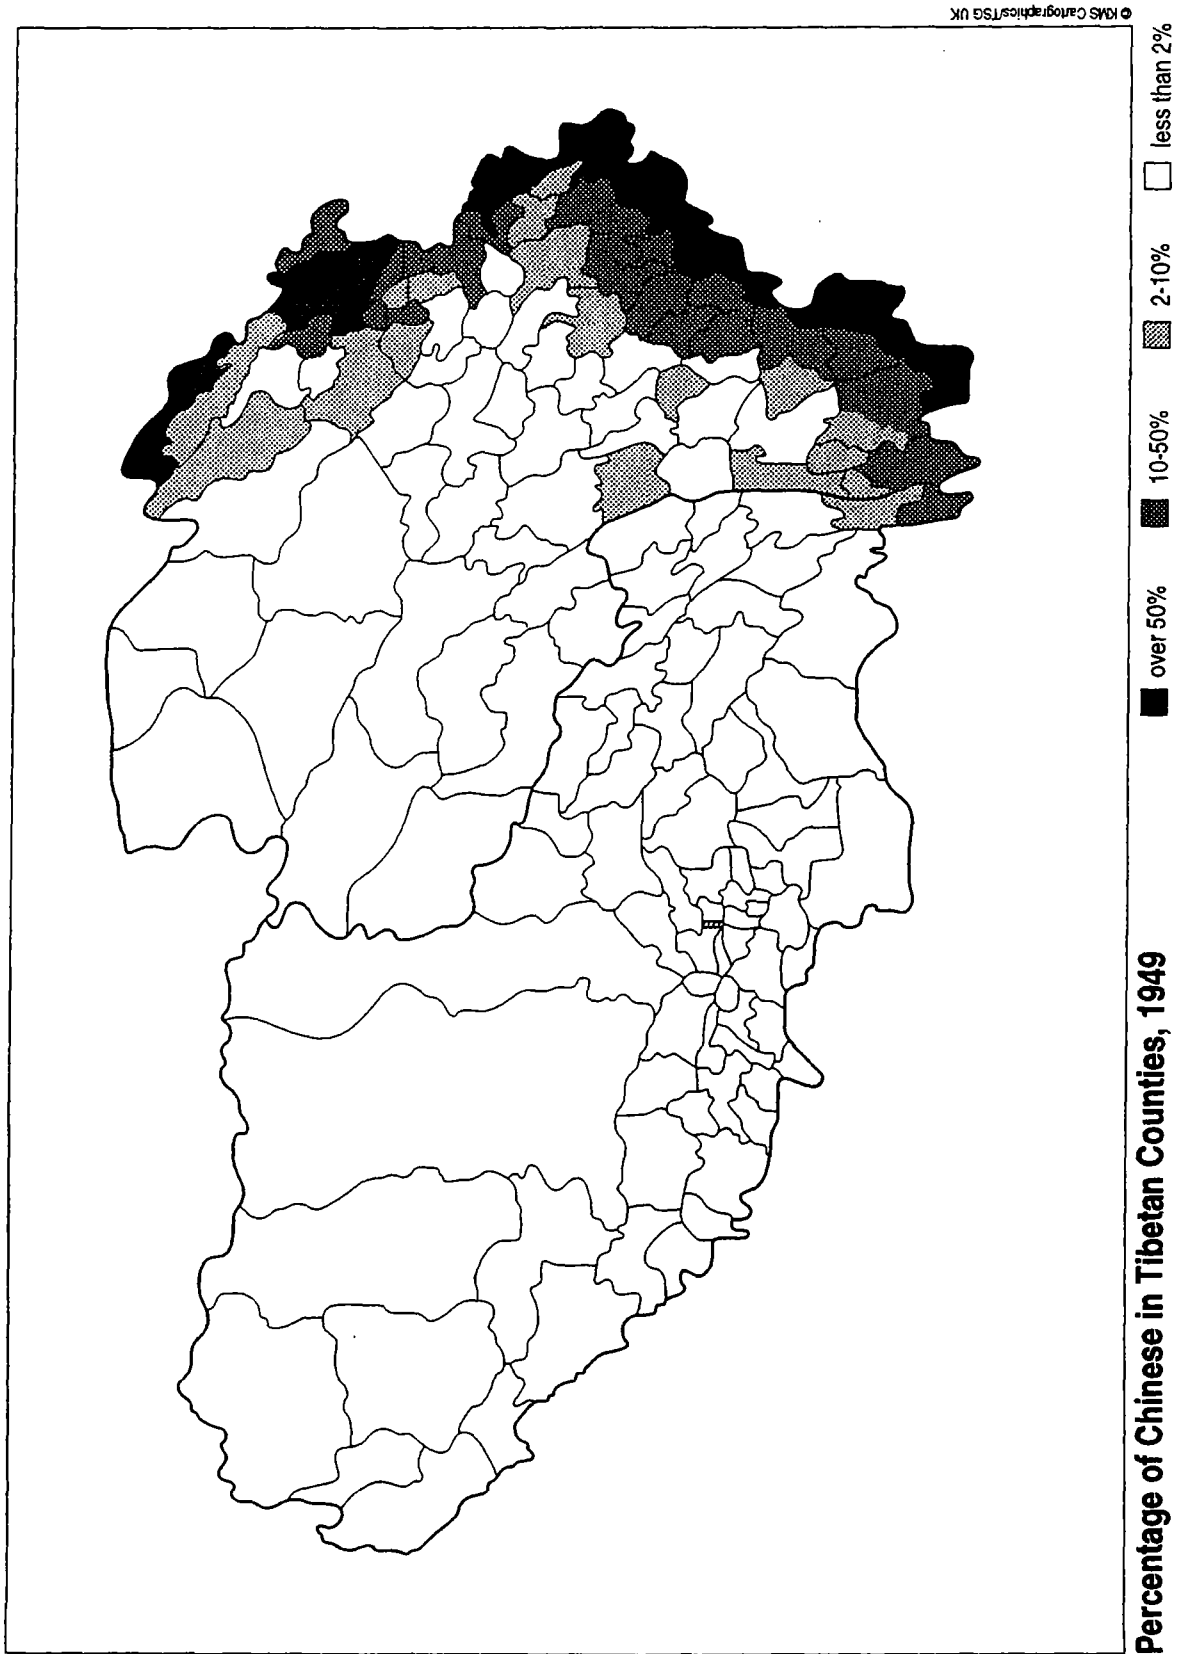 © KMS Cartographics/TSG UK
Percentage of Chinese in Tibetan Counties, 1949
over 50%
10-50%
2-10%
less than 2%